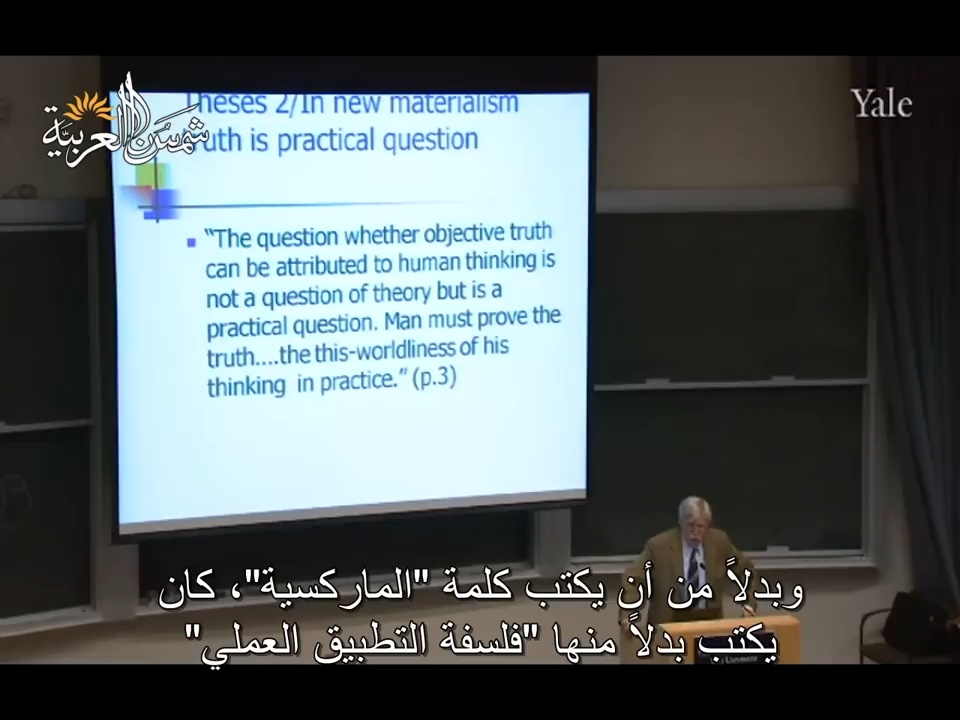 شمس العربية
Yale
Theses 2/In new materialism
truth is practical question
"The question whether objective truth
can be attributed to human thinking is
not a question of theory but is a
practical question. Man must prove the
truth....the this-worldliness of his
thinking in practice." (p.3)
وبدلاً من أن يكتب كلمة "الماركسية"، كان
يكتب بدلاً منها "فلسفة التطبيق العملي"